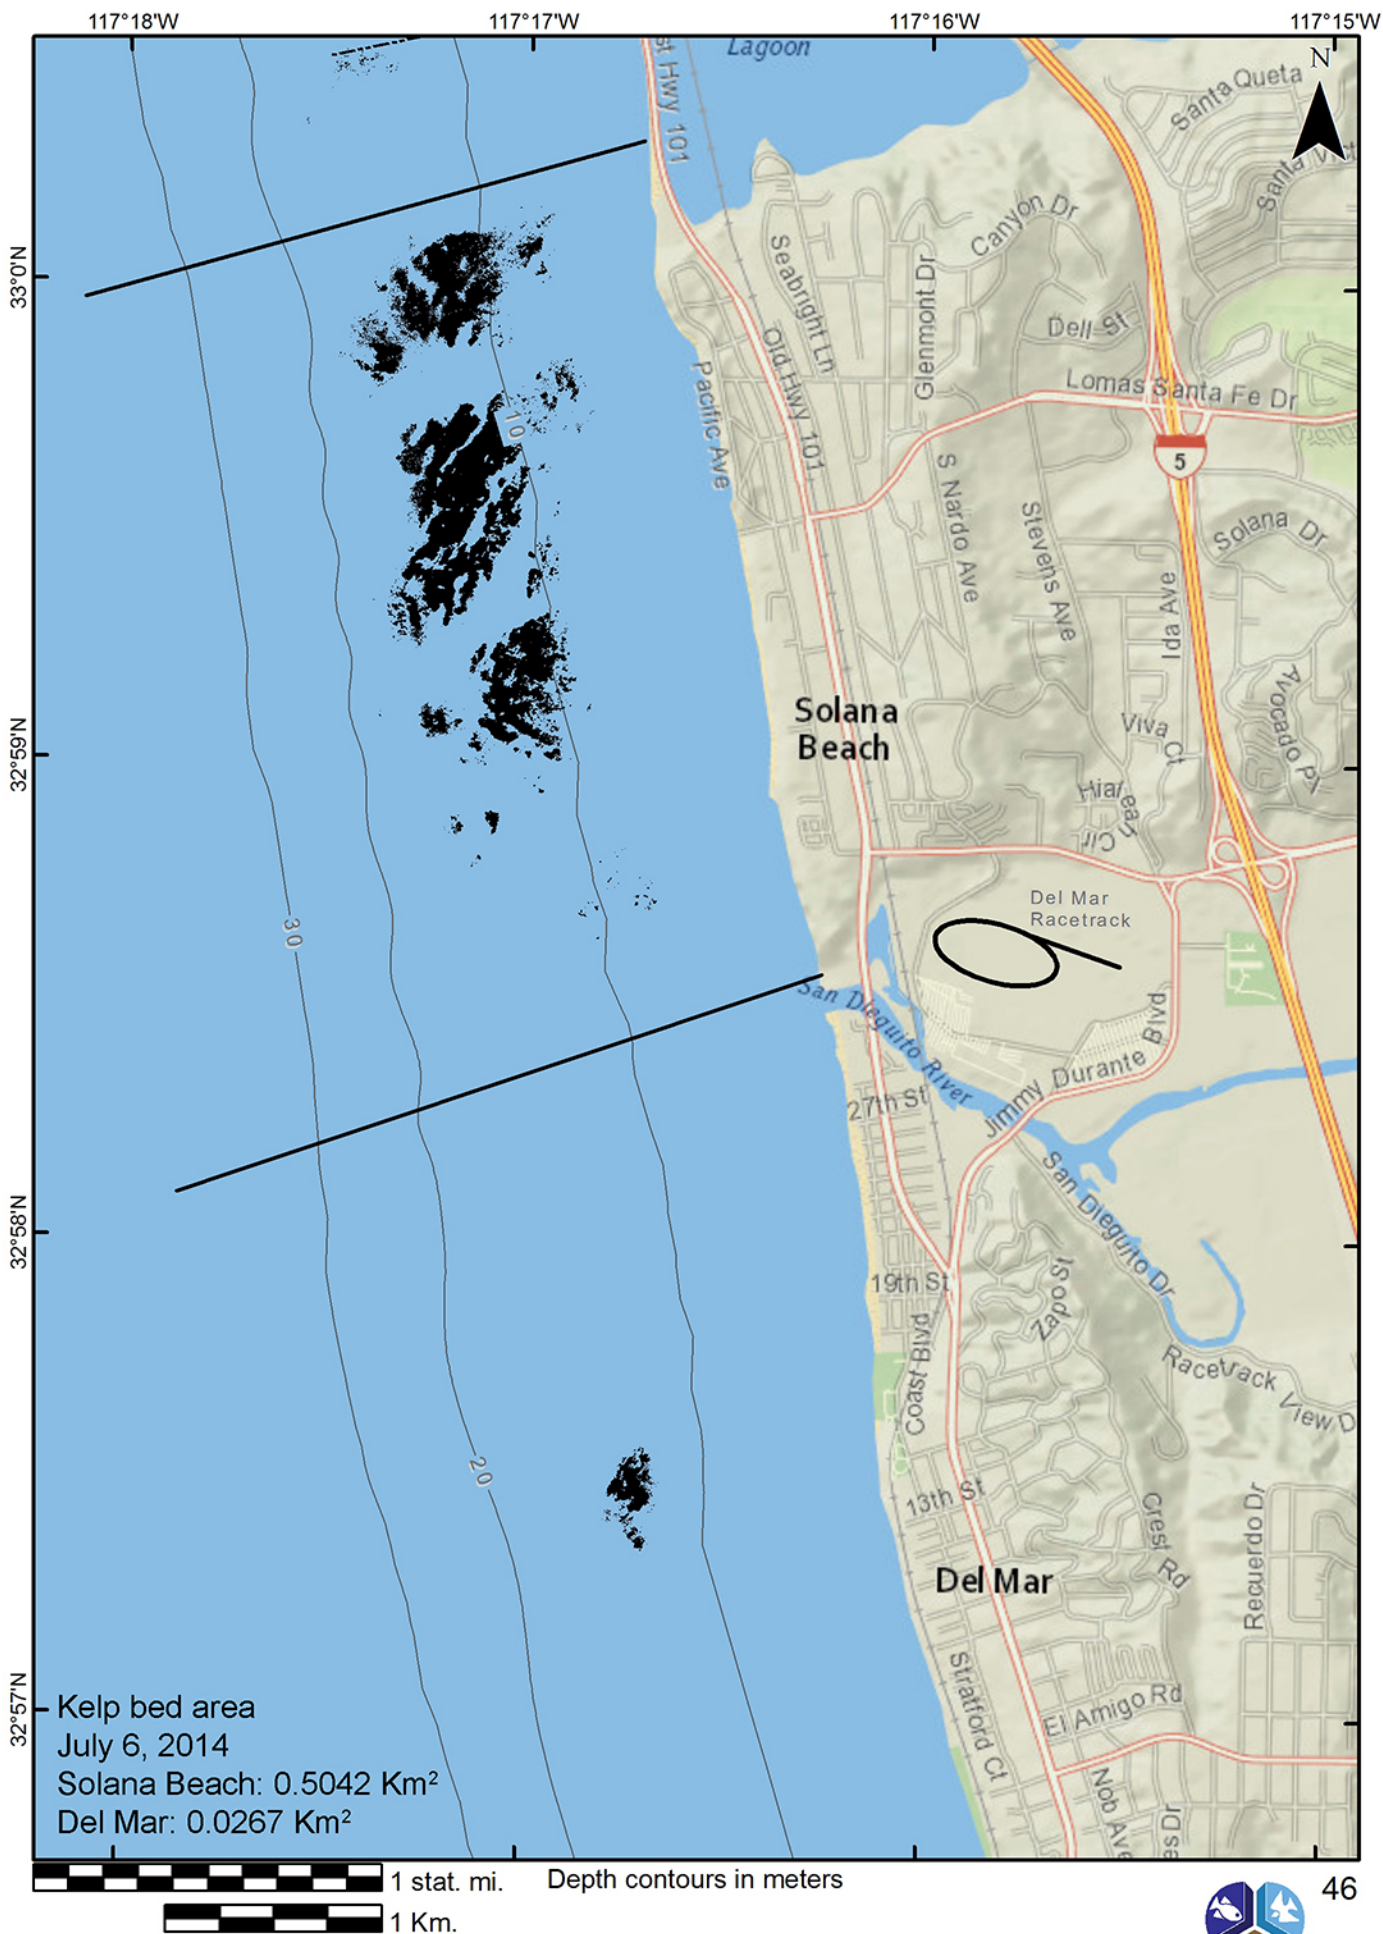 117°18'W
117°17'W
117°16'W
117°15'W
Lagoon
N
st Hwy 101
Santa Queta
Santa Vict
Canyon Dr
Seabright Ln
Glenmont Dr
33°0'N
Dell St
Old Hwy 101
Pacific Ave
Lomas Santa Fe Dr
10
5
S Nardo Ave
Stevens Ave
Solana Dr
Ida Ave
Avocado Pl
Solana
Beach
Viva Ct
32°59'N
Hialeah Cir
Del Mar
Racetrack
30
San Dieguito River
Jimmy Durante Blvd
27th St
San Dieguito Dr
32°58'N
19th St
Zapo St
Coast Blvd
Racetrack View D
20
13th St
Crest Rd
Recuerdo Dr
Del Mar
Stratford Ct
El Amigo Rd
32°57'N
Nob Ave
es Dr
Kelp bed area
July 6, 2014
Solana Beach: 0.5042 Km²
Del Mar: 0.0267 Km²
1 stat. mi.
Depth contours in meters
46
1 Km.